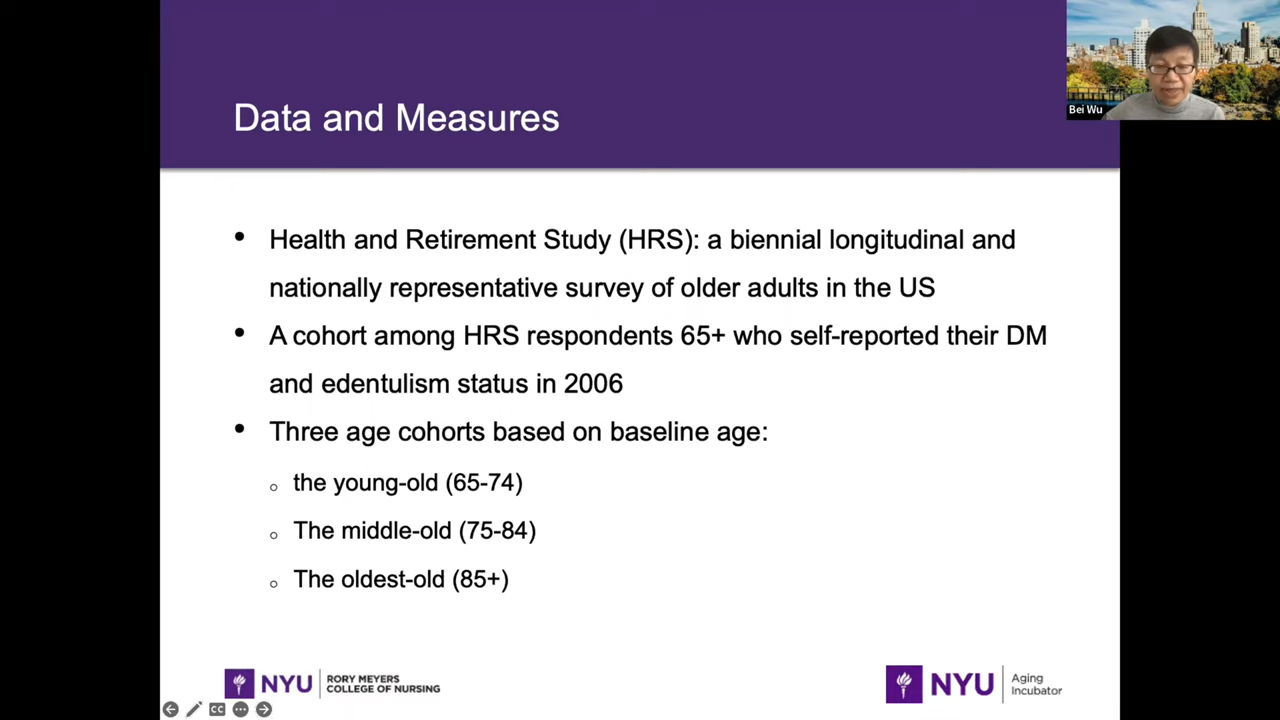 Bei Wu
Data and Measures
• Health and Retirement Study (HRS): a biennial longitudinal and
nationally representative survey of older adults in the US
• A cohort among HRS respondents 65+ who self-reported their DM
and edentulism status in 2006
• Three age cohorts based on baseline age:
○ the young-old (65-74)
○ The middle-old (75-84)
○ The oldest-old (85+)
NYU
RORY MEYERS
COLLEGE OF NURSING
NYU
Aging
Incubator
CC